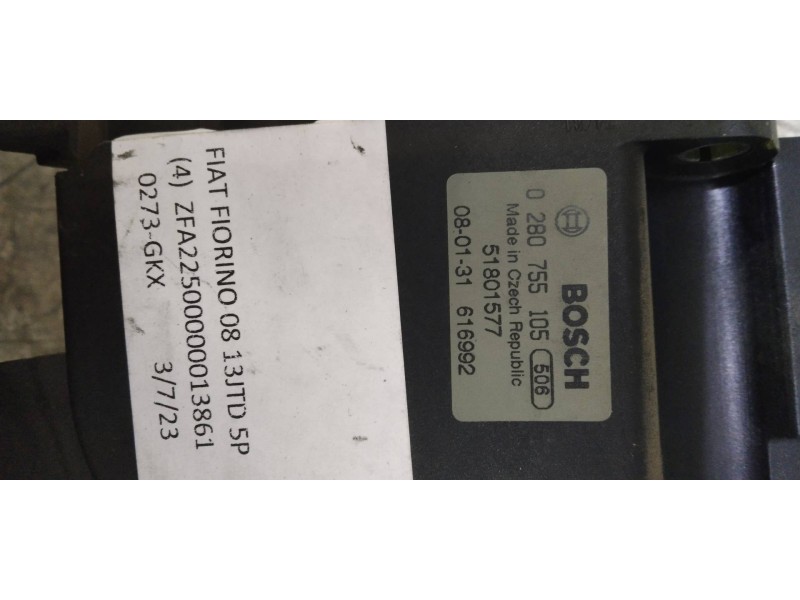 FIAT FIORINO 08 13JTD 5P
(4) ZFA22500000013861
0273-GKX 3/7/23
BOSCH
0 280 755 105 506
Made in Czech Republic
51801577
08-01-31 616992